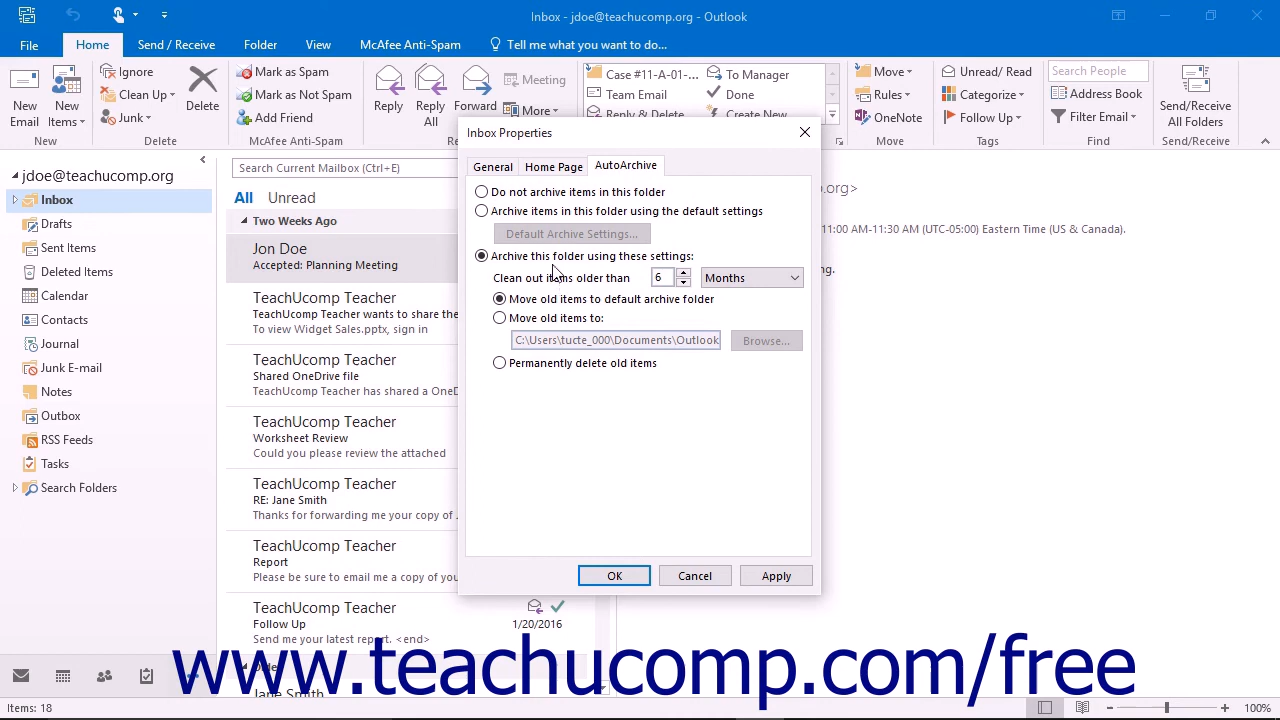 Inbox - jdoe@teachucomp.org - Outlook
File Home Send / Receive Folder View McAfee Anti-Spam Tell me what you want to do...
New Email
New Items
New
Ignore
Clean Up
Junk
Delete
Delete
Mark as Spam
Mark as Not Spam
Add Friend
McAfee Anti-Spam
Reply
Reply All
Forward
Meeting
More
Case #11-A-01-...
Team Email
Reply & Delete
To Manager
Done
Create New
Move
Rules
OneNote
Move
Unread/ Read
Categorize
Follow Up
Tags
Search People
Address Book
Filter Email
Find
Send/Receive All Folders
Send/Receive
jdoe@teachucomp.org
Inbox
Drafts
Sent Items
Deleted Items
Calendar
Contacts
Journal
Junk E-mail
Notes
Outbox
RSS Feeds
Tasks
Search Folders
Search Current Mailbox (Ctrl+E)
All Unread
Two Weeks Ago
Jon Doe
Accepted: Planning Meeting
TeachUcomp Teacher
TeachUcomp Teacher wants to share the
To view Widget Sales.pptx, sign in
TeachUcomp Teacher
Shared OneDrive file
TeachUcomp Teacher has shared a One
TeachUcomp Teacher
Worksheet Review
Could you please review the attached
TeachUcomp Teacher
RE: Jane Smith
Thanks for forwarding me your copy of
TeachUcomp Teacher
Report
Please be sure to email me a copy of you
TeachUcomp Teacher
Follow Up 1/20/2016
Send me your latest report. <end>
Older
Jane Smith
Inbox Properties
General Home Page AutoArchive
Do not archive items in this folder
Archive items in this folder using the default settings
Default Archive Settings...
Archive this folder using these settings:
Clean out items older than 6 Months
Move old items to default archive folder
Move old items to:
C:\Users\tucte_000\Documents\Outlook Browse...
Permanently delete old items
OK Cancel Apply
.org>
11:00 AM-11:30 AM (UTC-05:00) Eastern Time (US & Canada).
www.teachucomp.com/free
Items: 18 100%